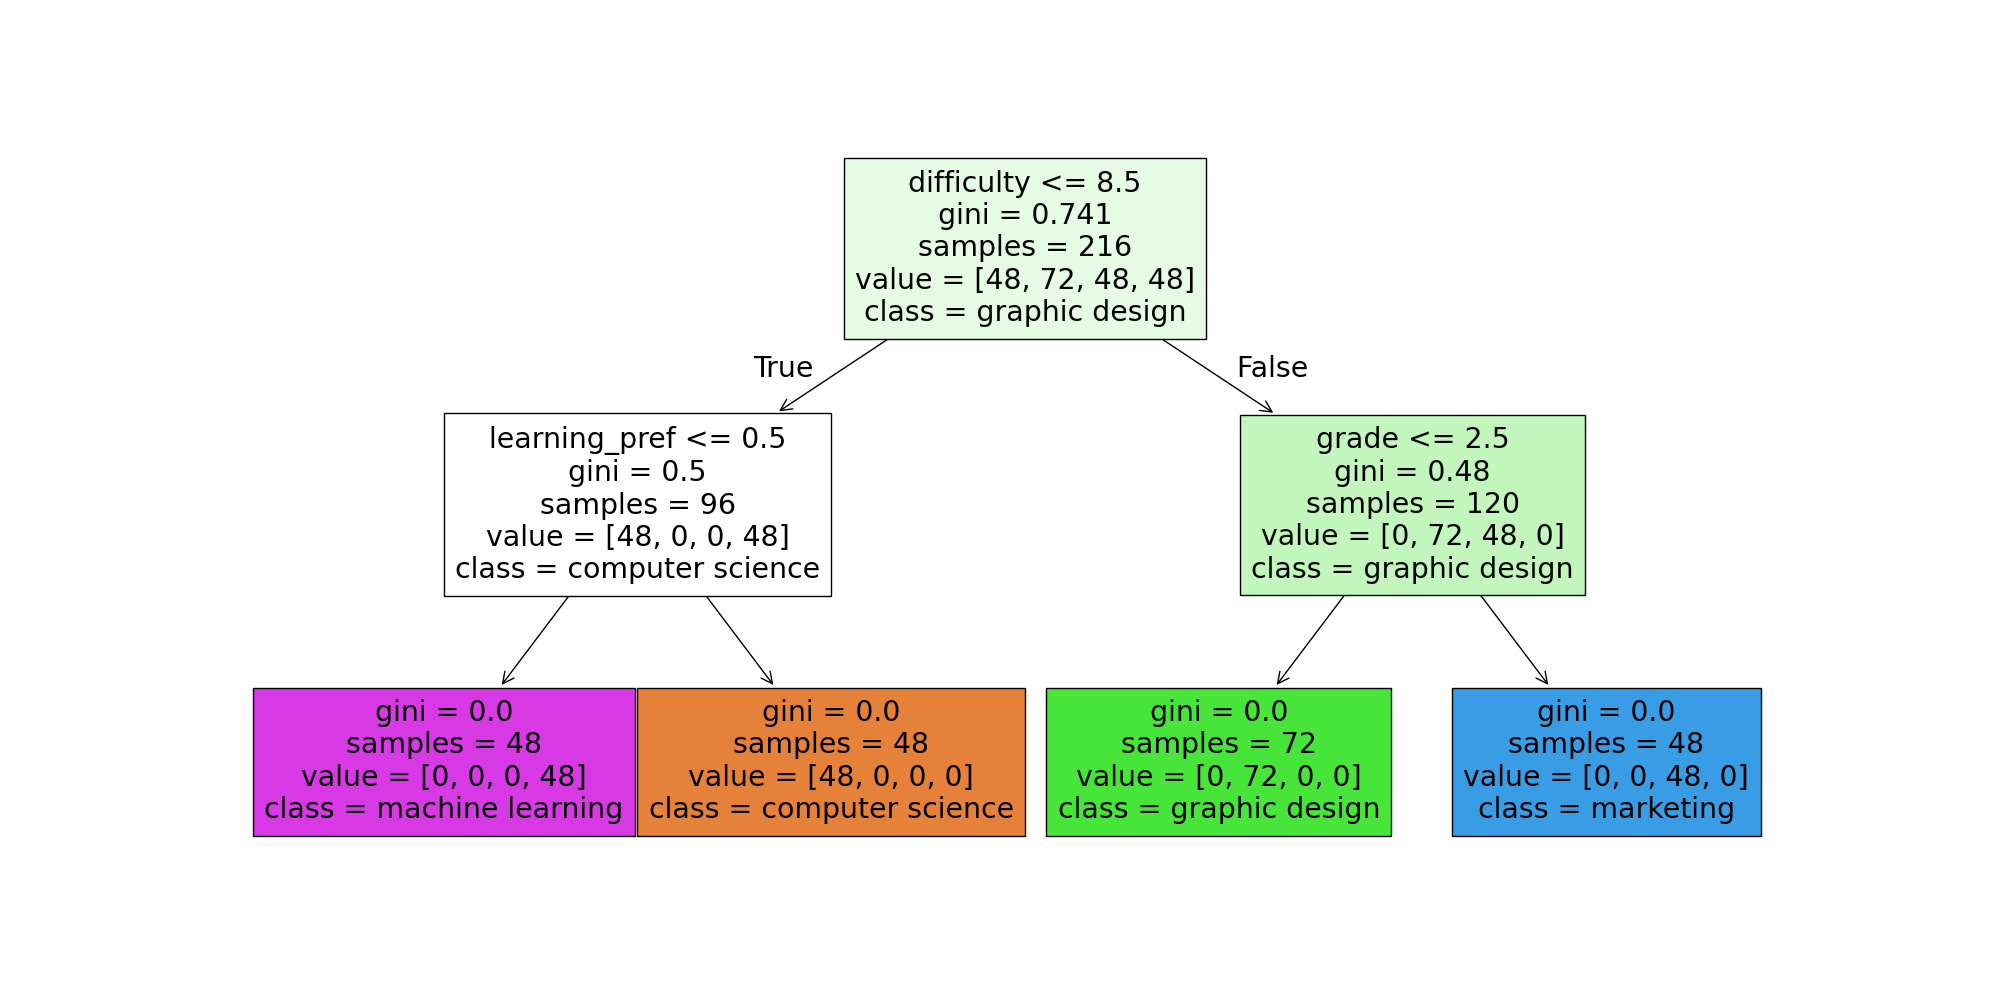 difficulty <= 8.5
gini = 0.741
samples = 216
value = [48, 72, 48, 48]
class = graphic design
True
False
learning_pref <= 0.5
gini = 0.5
samples = 96
value = [48, 0, 0, 48]
class = computer science
grade <= 2.5
gini = 0.48
samples = 120
value = [0, 72, 48, 0]
class = graphic design
gini = 0.0
samples = 48
value = [0, 0, 0, 48]
class = machine learning
gini = 0.0
samples = 48
value = [48, 0, 0, 0]
class = computer science
gini = 0.0
samples = 72
value = [0, 72, 0, 0]
class = graphic design
gini = 0.0
samples = 48
value = [0, 0, 48, 0]
class = marketing